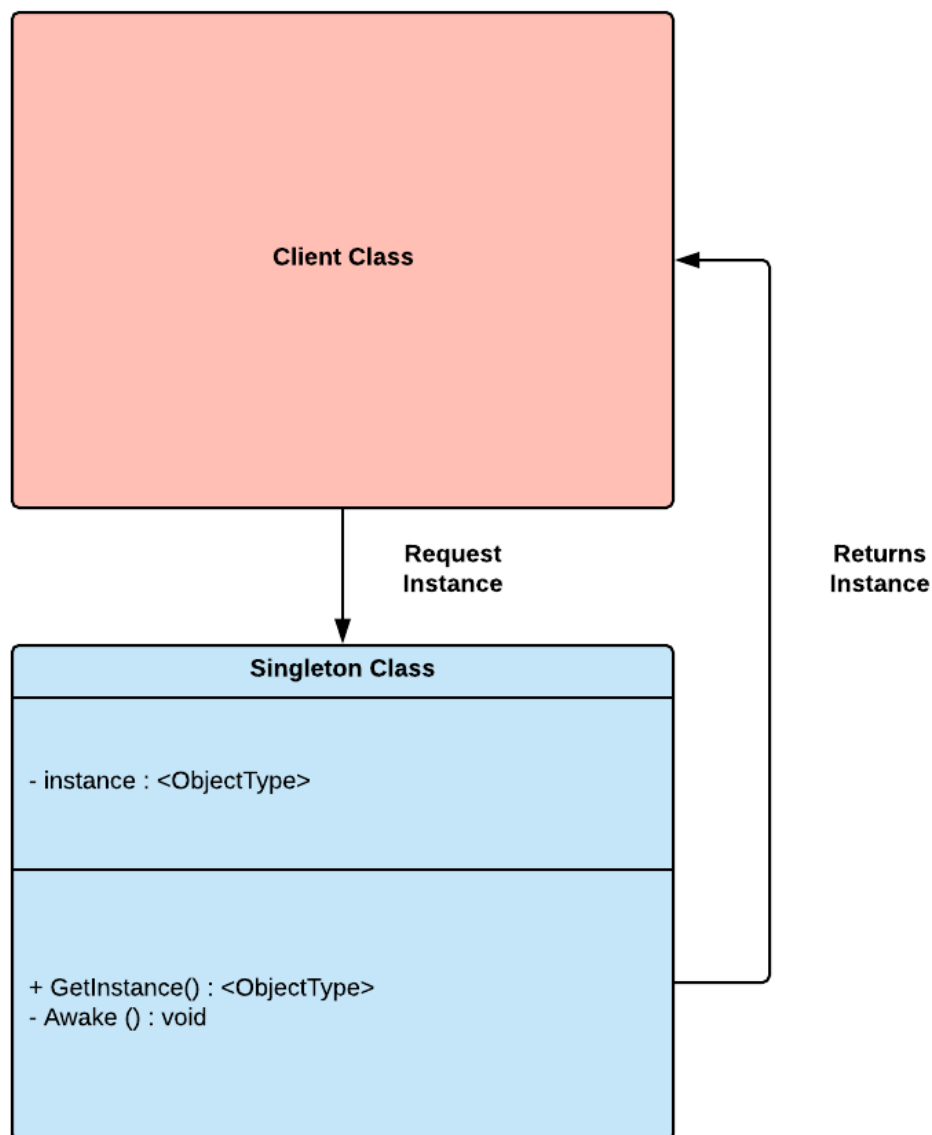 Client Class
Request
Instance
Returns
Instance
Singleton Class
- instance : <ObjectType>
+ GetInstance() : <ObjectType>
- Awake () : void